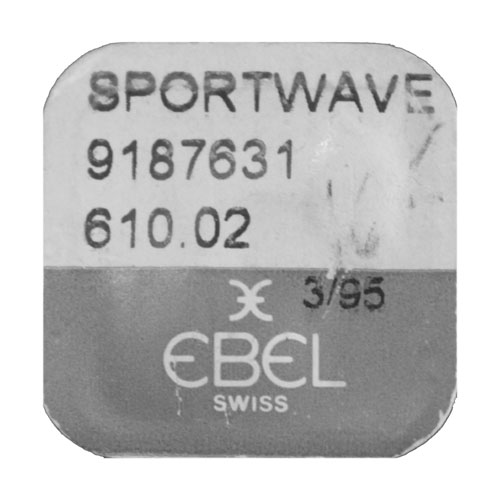 SPORTWAVE
9187631
610.02
3/95
EBEL
SWISS